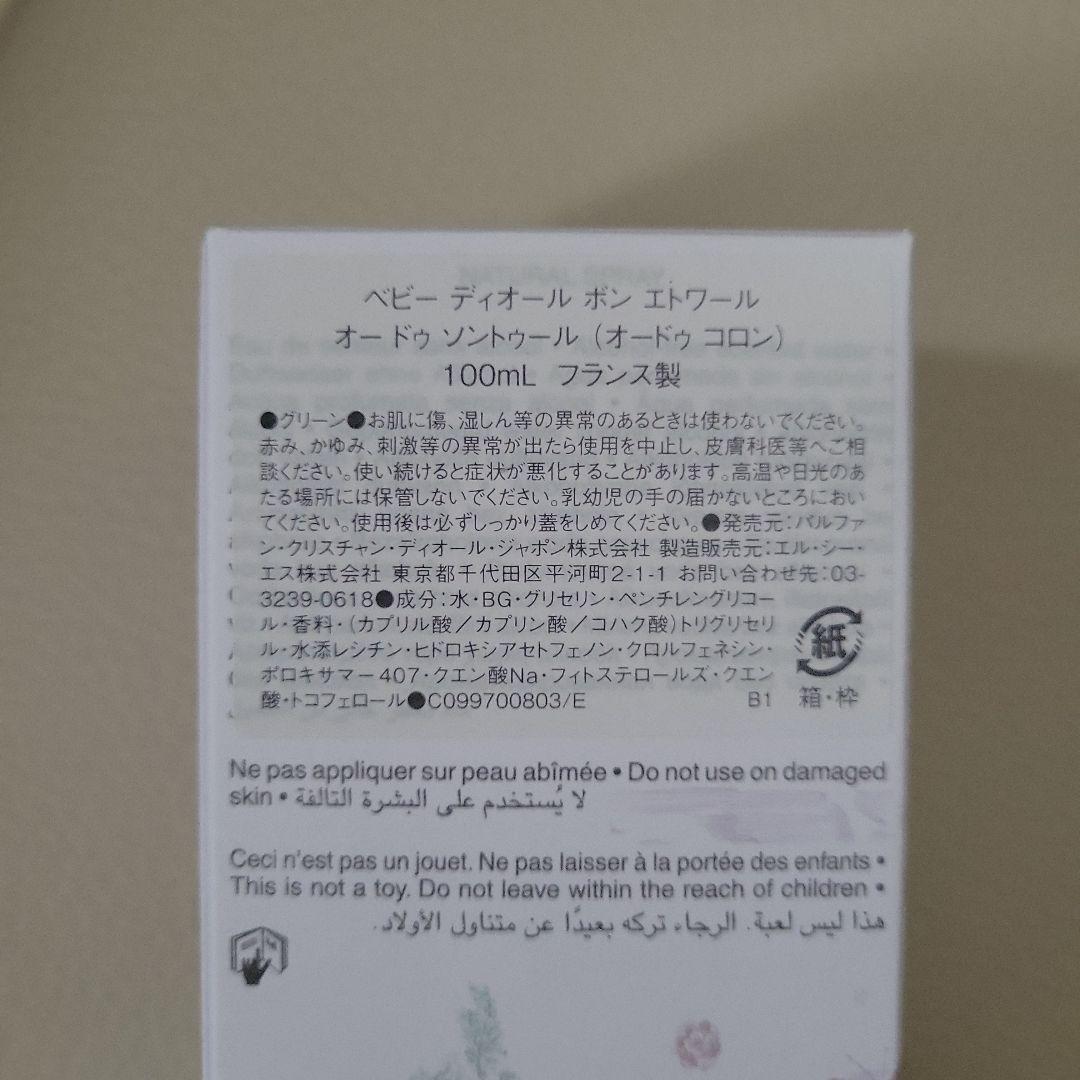 ベビー ディオール ボン エトワール
オー ドゥ ソントゥール（オードゥ コロン）
100mL フランス製
●グリーン●お肌に傷、湿しん等の異常のあるときは使わないでください。
赤み、かゆみ、刺激等の異常が出たら使用を中止し、皮膚科医等へご相
談ください。使い続けると症状が悪化することがあります。高温や日光のあ
たる場所には保管しないでください。乳幼児の手の届かないところにおい
てください。使用後は必ずしっかり蓋をしめてください。●発売元：パルファ
ン・クリスチャン・ディオール・ジャポン株式会社 製造販売元：エル・シー・
エス株式会社 東京都千代田区平河町2-1-1 お問い合わせ先：03-
3239-0618●成分：水・BG・グリセリン・ペンチレングリコー
ル・香料・（カプリル酸／カプリン酸／コハク酸）トリグリセリ
ル・水添レシチン・ヒドロキシアセトフェノン・クロルフェネシン・
ポロキサマー407・クエン酸Na・フィトステロールズ・クエン
酸・トコフェロール●C099700803/E B1
紙
箱・枠
Ne pas appliquer sur peau abîmée • Do not use on damaged
skin • لا يُستخدم على البشرة التالفة
Ceci n'est pas un jouet. Ne pas laisser à la portée des enfants •
This is not a toy. Do not leave within the reach of children •
هذا ليس لعبة. الرجاء تركه بعيدًا عن متناول الأولاد.